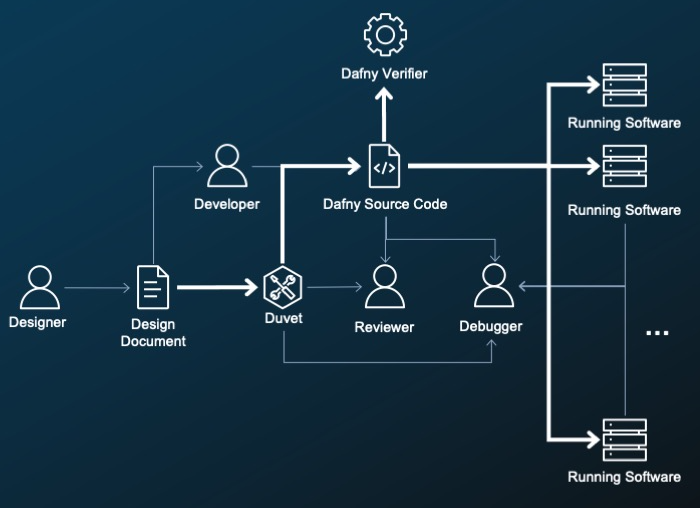 Dafny Verifier
Running Software
Developer
Dafny Source Code
Running Software
Designer
Design
Document
Duvet
Reviewer
Debugger
...
Running Software